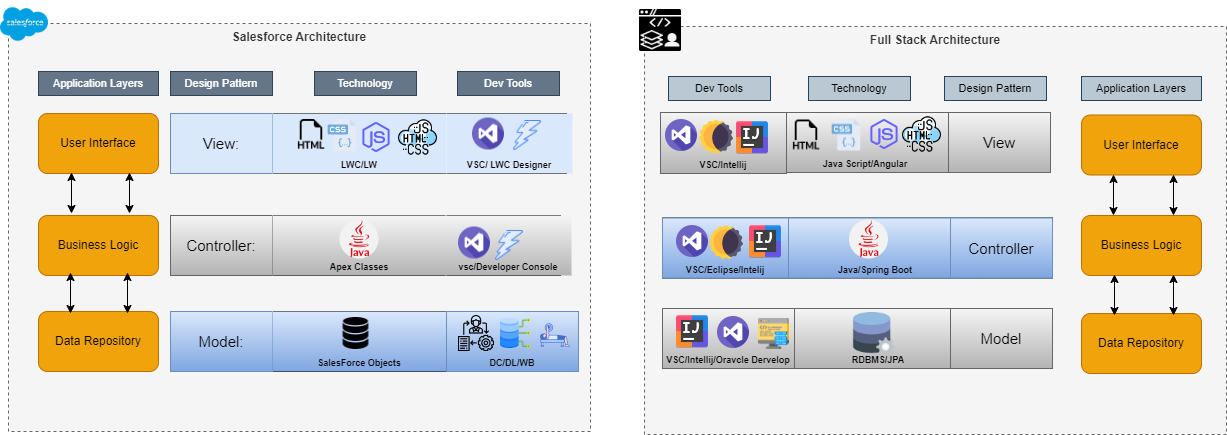 salesforce
Salesforce Architecture
Application Layers
Design Pattern
Technology
Dev Tools
User Interface
View:
HTML
CSS
{..}
JS
JS
HTML
CSS
LWC/LW
VSC/ LWC Designer
Business Logic
Controller:
Java
Apex Classes
vsc/Developer Console
Data Repository
Model:
SalesForce Objects
DC/DL/WB
</>
Full Stack Architecture
Dev Tools
Technology
Design Pattern
Application Layers
IJ
VSC/Intellij
HTML
CSS
{..}
JS
JS
HTML
CSS
Java Script/Angular
View
User Interface
IJ
VSC/Eclipse/Intelij
Java
Java/Spring Boot
Controller
Business Logic
IJ
VSC/Intellij/Oravcle Dervelop
RDBMS/JPA
Model
Data Repository